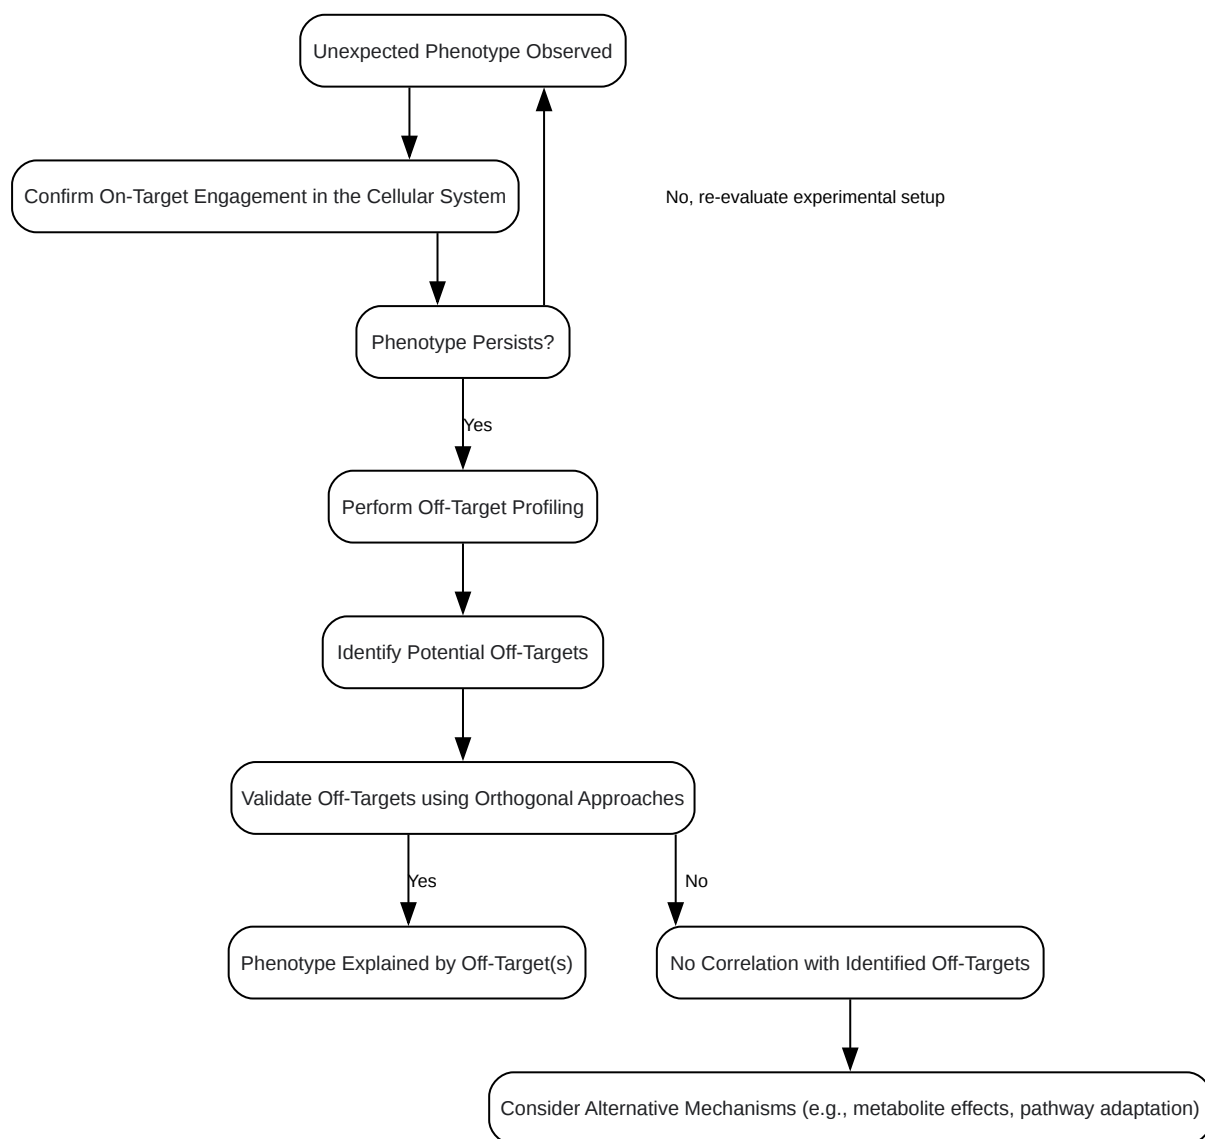 Unexpected Phenotype Observed
Confirm On-Target Engagement in the Cellular System
No, re-evaluate experimental setup
Phenotype Persists?
Yes
Perform Off-Target Profiling
Identify Potential Off-Targets
Validate Off-Targets using Orthogonal Approaches
Yes
No
Phenotype Explained by Off-Target(s)
No Correlation with Identified Off-Targets
Consider Alternative Mechanisms (e.g., metabolite effects, pathway adaptation)